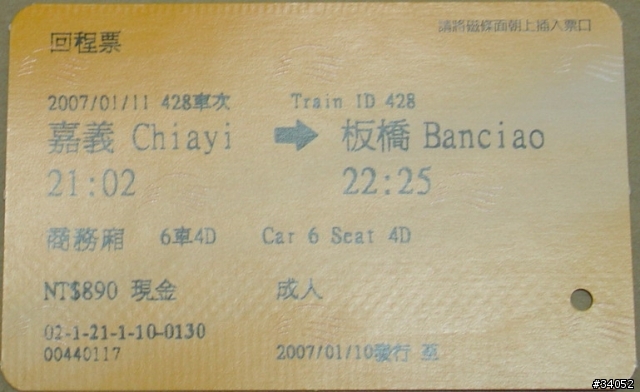 回程票
請將磁條面朝上插入票口
2007/01/11 428車次 Train ID 428
嘉義 Chiayi 板橋 Banciao
21:02 22:25
商務廂 6車4D Car 6 Seat 4D
NT$890 現金 成人
02-1-21-1-10-0130
00440117 2007/01/10發行
#34052